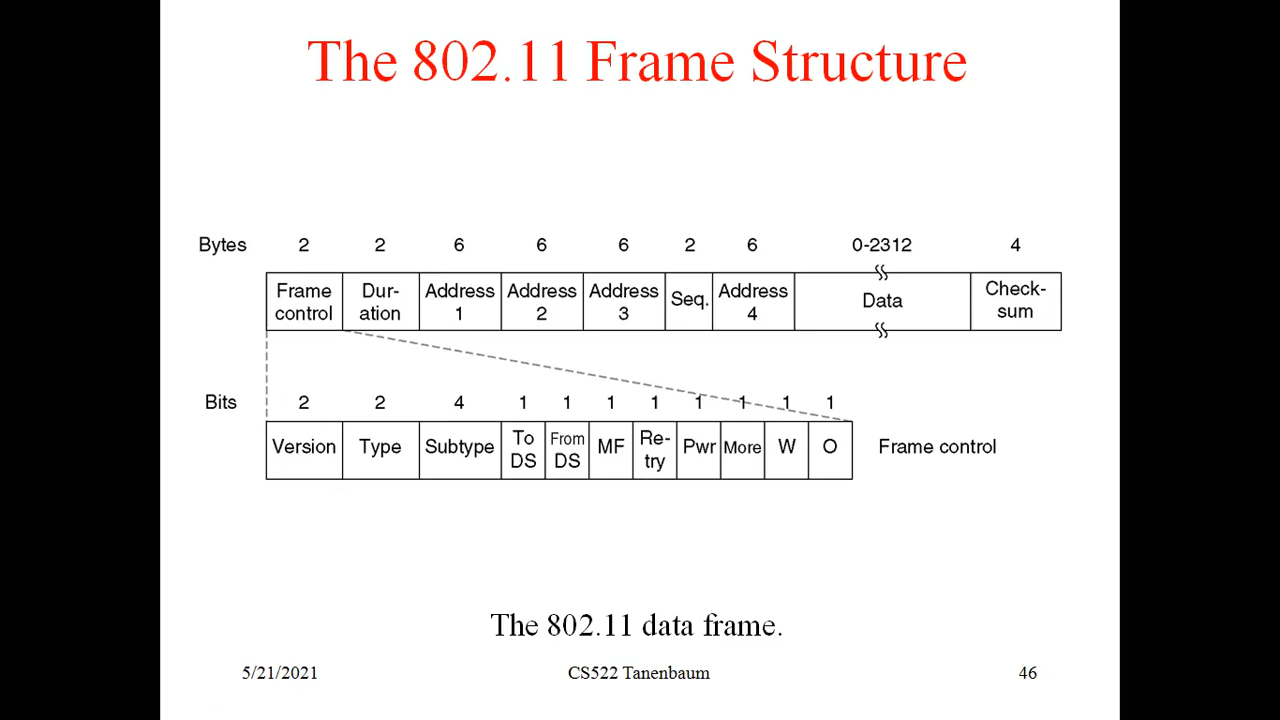 The 802.11 Frame Structure
Bytes 2 2 6 6 6 2 6 0-2312 4
Frame control Dur- ation Address 1 Address 2 Address 3 Seq. Address 4 Data Check- sum
Bits 2 2 4 1 1 1 1 1 1 1 1
Version Type Subtype To DS From DS MF Re- try Pwr More W O Frame control
The 802.11 data frame.
5/21/2021 CS522 Tanenbaum 46